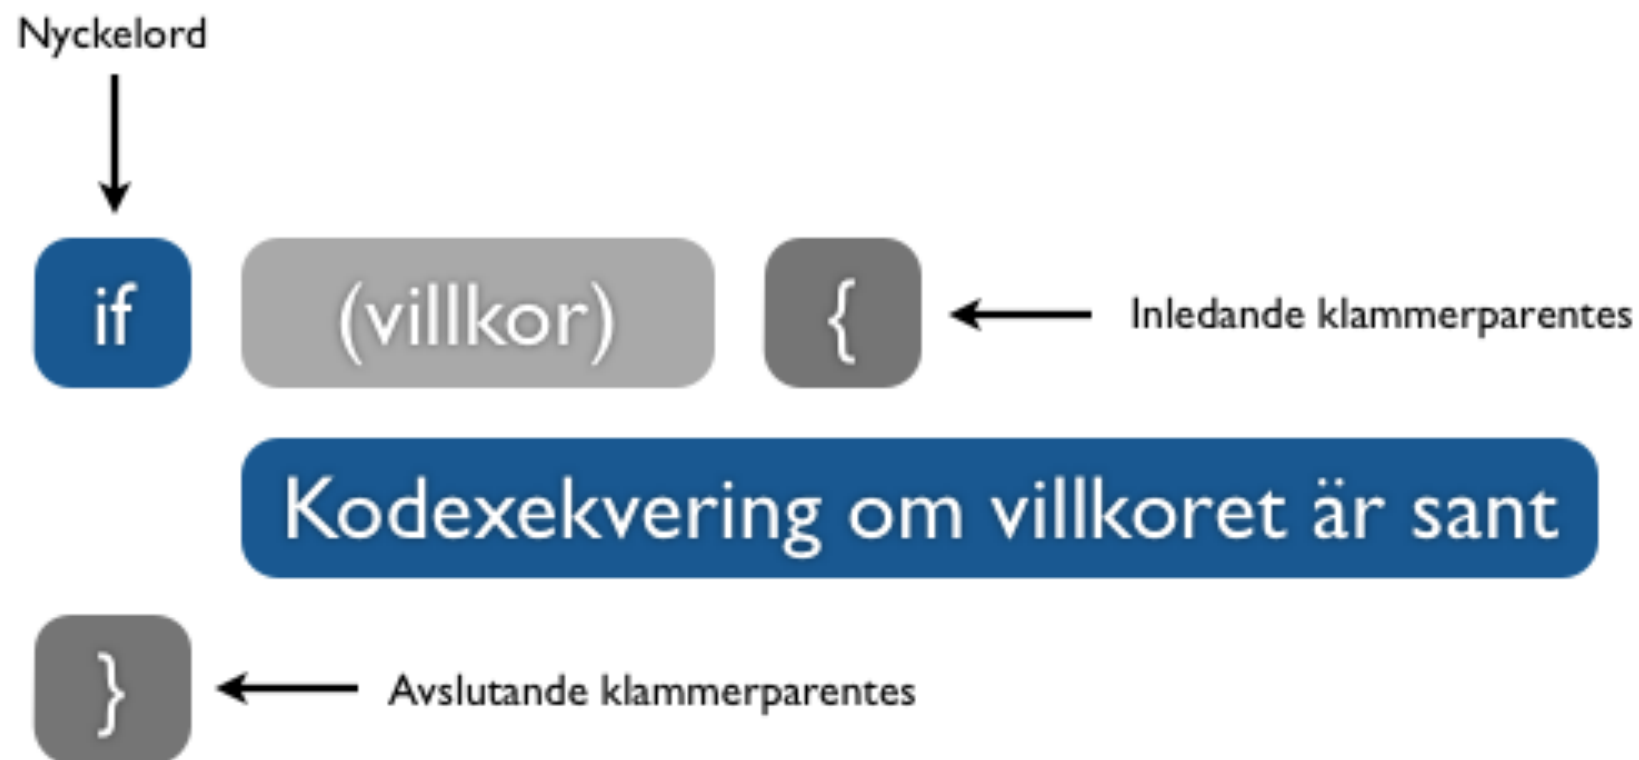 Nyckelord
if (villkor) { Inledande klammerparentes
Kodexekvering om villkoret är sant
} Avslutande klammerparentes